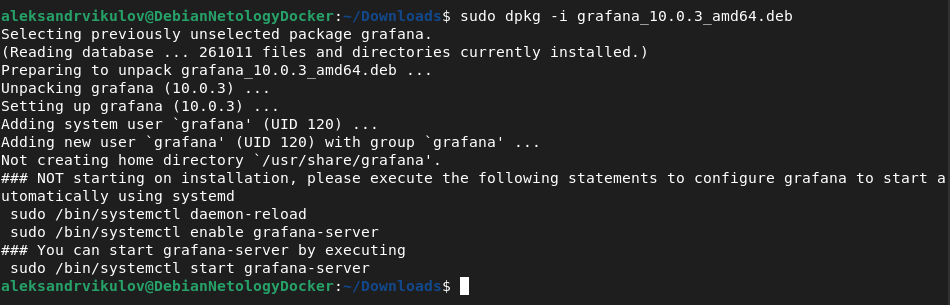 aleksandrvikulov@DebianNetologyDocker:~/Downloads$ sudo dpkg -i grafana_10.0.3_amd64.deb
Selecting previously unselected package grafana.
(Reading database ... 261011 files and directories currently installed.)
Preparing to unpack grafana_10.0.3_amd64.deb ...
Unpacking grafana (10.0.3) ...
Setting up grafana (10.0.3) ...
Adding system user `grafana' (UID 120) ...
Adding new user `grafana' (UID 120) with group `grafana' ...
Not creating home directory `/usr/share/grafana'.
### NOT starting on installation, please execute the following statements to configure grafana to start a
utomatically using systemd
 sudo /bin/systemctl daemon-reload
 sudo /bin/systemctl enable grafana-server
### You can start grafana-server by executing
 sudo /bin/systemctl start grafana-server
aleksandrvikulov@DebianNetologyDocker:~/Downloads$